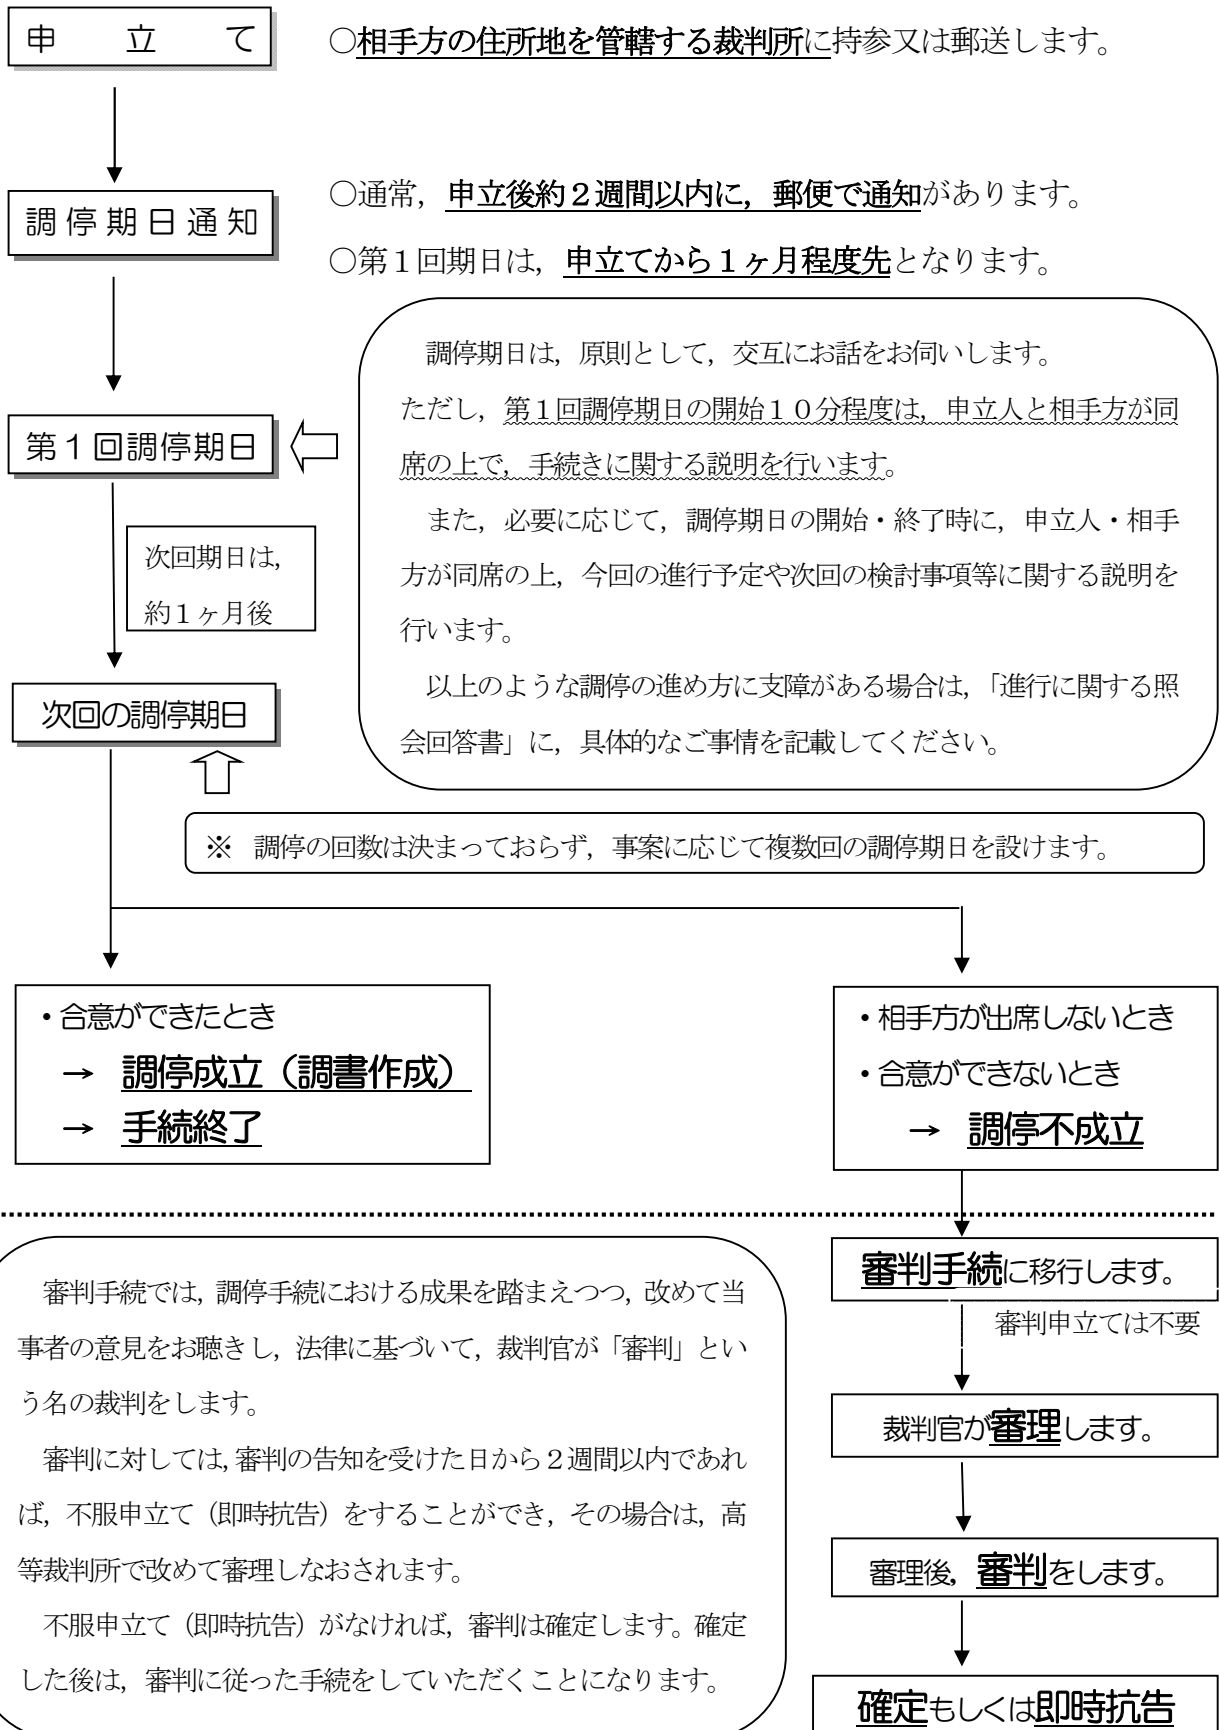 申立て
○相手方の住所地を管轄する裁判所に持参又は郵送します。
調停期日通知
○通常，申立後約２週間以内に，郵便で通知があります。
○第１回期日は，申立てから１ヶ月程度先となります。
第１回調停期日
調停期日は，原則として，交互にお話をお伺いします。
ただし，第１回調停期日の開始１０分程度は，申立人と相手方が同
席の上で，手続きに関する説明を行います。
また，必要に応じて，調停期日の開始・終了時に，申立人・相手
方が同席の上，今回の進行予定や次回の検討事項等に関する説明を
行います。
以上のような調停の進め方に支障がある場合は，「進行に関する照
会回答書」に，具体的なご事情を記載してください。
次回期日は，
約１ヶ月後
次回の調停期日
※　調停の回数は決まっておらず，事案に応じて複数回の調停期日を設けます。
・合意ができたとき
→　調停成立（調書作成）
→　手続終了
・相手方が出席しないとき
・合意ができないとき
→　調停不成立
審判手続に移行します。
審判申立ては不要
裁判官が審理します。
審理後，審判をします。
確定もしくは即時抗告
審判手続では，調停手続における成果を踏まえつつ，改めて当
事者の意見をお聴きし，法律に基づいて，裁判官が「審判」とい
う名の裁判をします。
審判に対しては，審判の告知を受けた日から２週間以内であれ
ば，不服申立て（即時抗告）をすることができ，その場合は，高
等裁判所で改めて審理しなおされます。
不服申立て（即時抗告）がなければ，審判は確定します。確定
した後は，審判に従った手続をしていただくことになります。